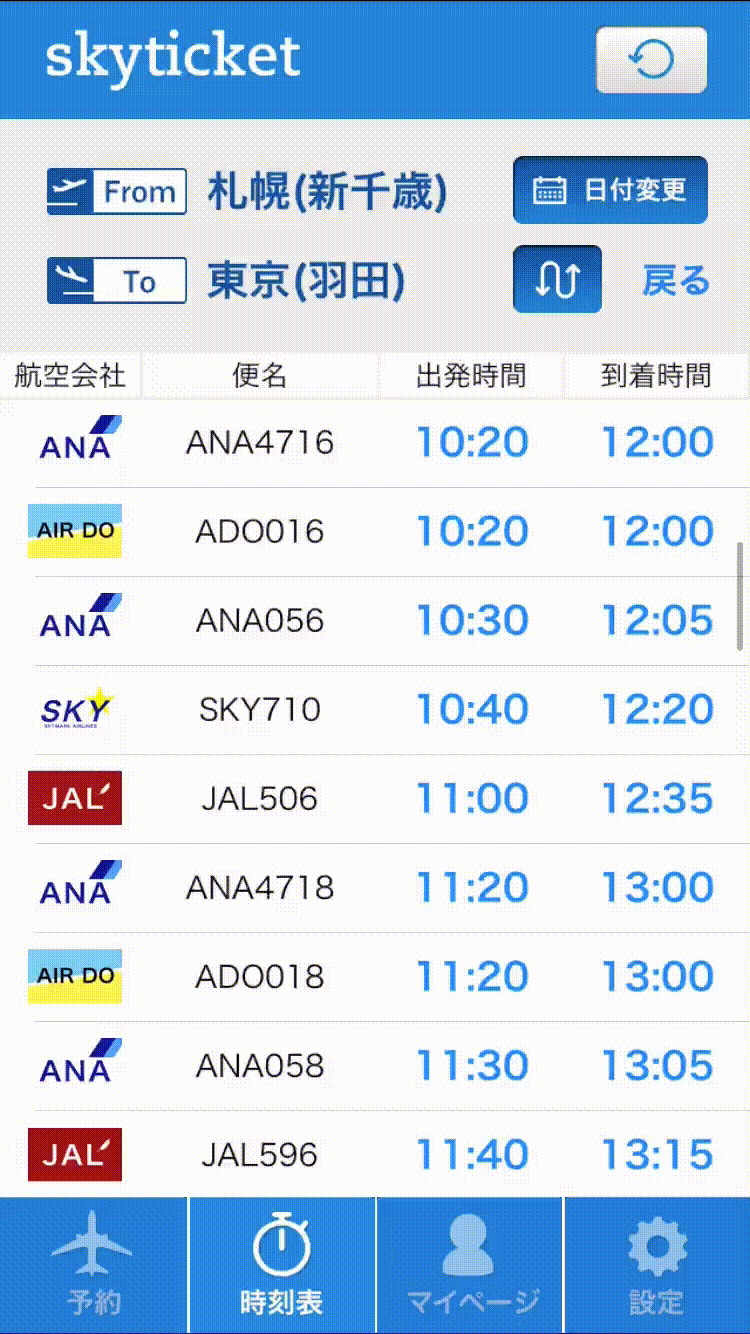 skyticket
From 札幌(新千歳) 日付変更
To 東京(羽田) 戻る
航空会社 便名 出発時間 到着時間
ANA ANA4716 10:20 12:00
AIR DO ADO016 10:20 12:00
ANA ANA056 10:30 12:05
SKY SKY710 10:40 12:20
JAL JAL506 11:00 12:35
ANA ANA4718 11:20 13:00
AIR DO ADO018 11:20 13:00
ANA ANA058 11:30 13:05
JAL JAL596 11:40 13:15
予約 時刻表 マイページ 設定